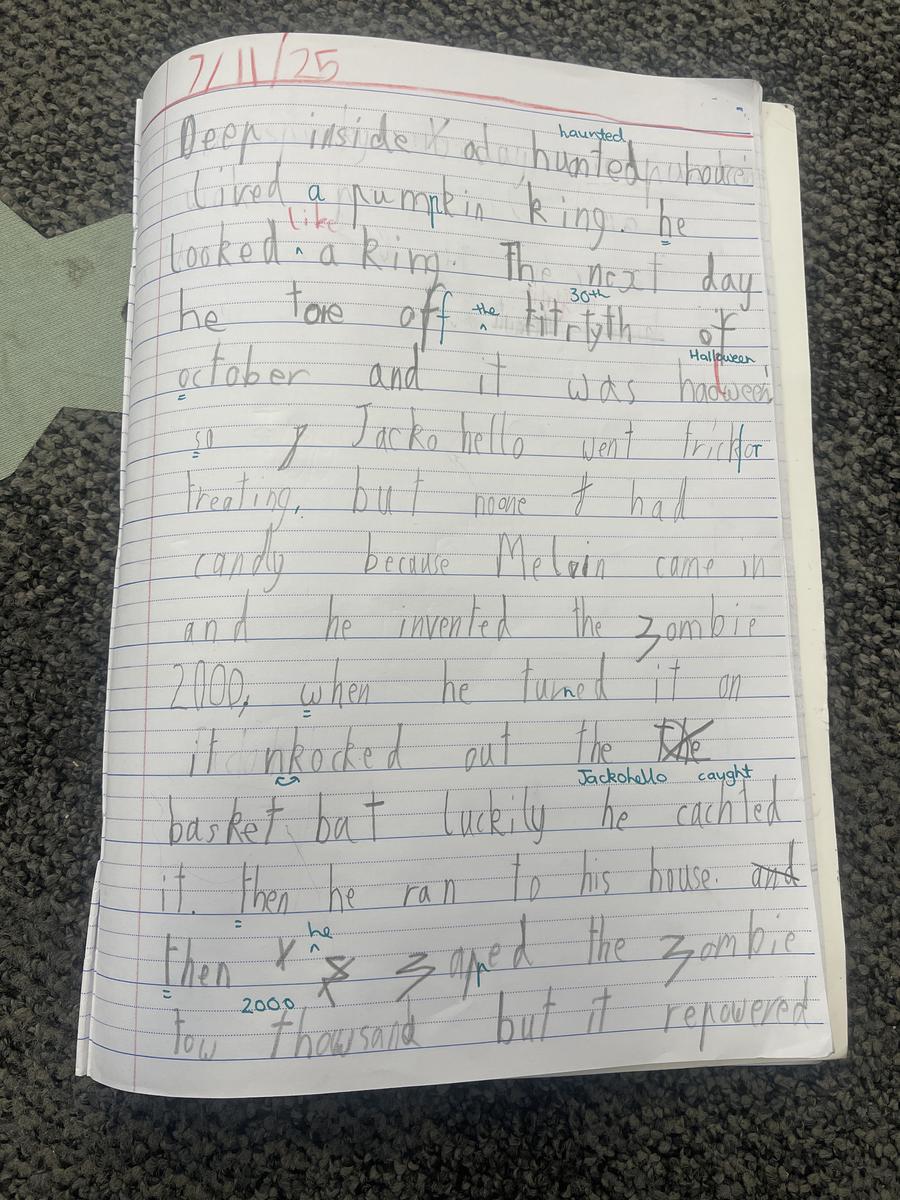 7/11/25
haunted
Deep inside a hunted house
lived a pumpkin king. he
like
looked ^ a king. The next day
30th
he tore off ^the titrtyth of
Halloween
october and it was hadween
so Jacko hello went trick or
treating, but noone had
candy because Melvin came in
and he invented the zombie
2000, when he turned it on
it nkocked out the The
Jackohello caught
basket but luckily he cachted
it. then he ran to his house. and
he
then ^ zapped the zombie
2000
tow thowsand but it repowered